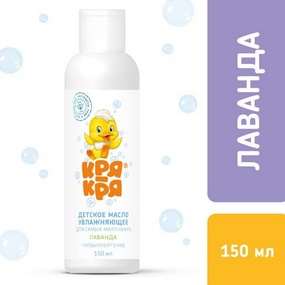 КРЯ-
КРЯ
ДЕТСКОЕ МАСЛО
УВЛАЖНЯЮЩЕЕ
ДЛЯ САМЫХ МАЛЕНЬКИХ
ЛАВАНДА
ГИПОАЛЛЕРГЕННО
150 мл
ЛАВАНДА
150 мл